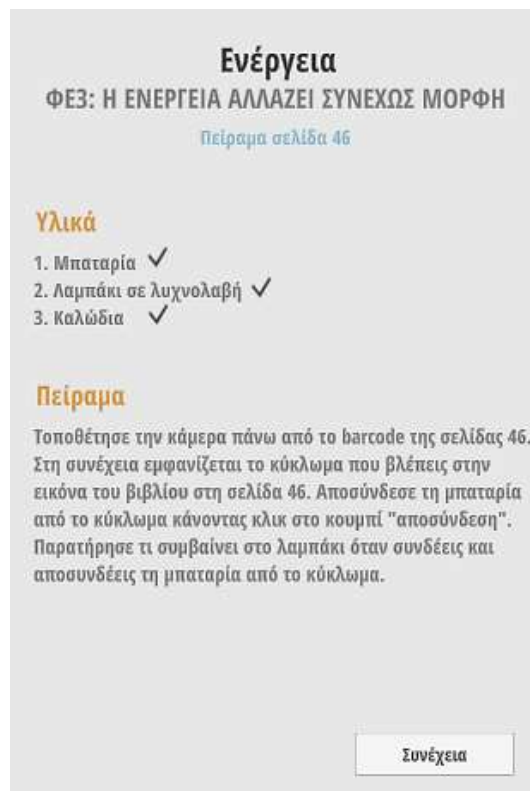 Ενέργεια
ΦΕ3: Η ΕΝΕΡΓΕΙΑ ΑΛΛΑΖΕΙ ΣΥΝΕΧΩΣ ΜΟΡΦΗ
Πείραμα σελίδα 46
Υλικά
1. Μπαταρία ✓
2. Λαμπάκι σε λυχνολαβή ✓
3. Καλώδια ✓
Πείραμα
Τοποθέτησε την κάμερα πάνω από το barcode της σελίδας 46.
Στη συνέχεια εμφανίζεται το κύκλωμα που βλέπεις στην
εικόνα του βιβλίου στη σελίδα 46. Αποσύνδεσε τη μπαταρία
από το κύκλωμα κάνοντας κλικ στο κουμπί "αποσύνδεση".
Παρατήρησε τι συμβαίνει στο λαμπάκι όταν συνδέεις και
αποσυνδέεις τη μπαταρία από το κύκλωμα.
Συνέχεια